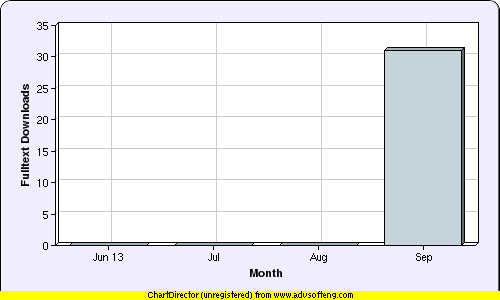 35
30
25
20
15
10
5
0
Fulltext Downloads
Jun 13 Jul Aug Sep
Month
ChartDirector (unregistered) from www.advsofteng.com